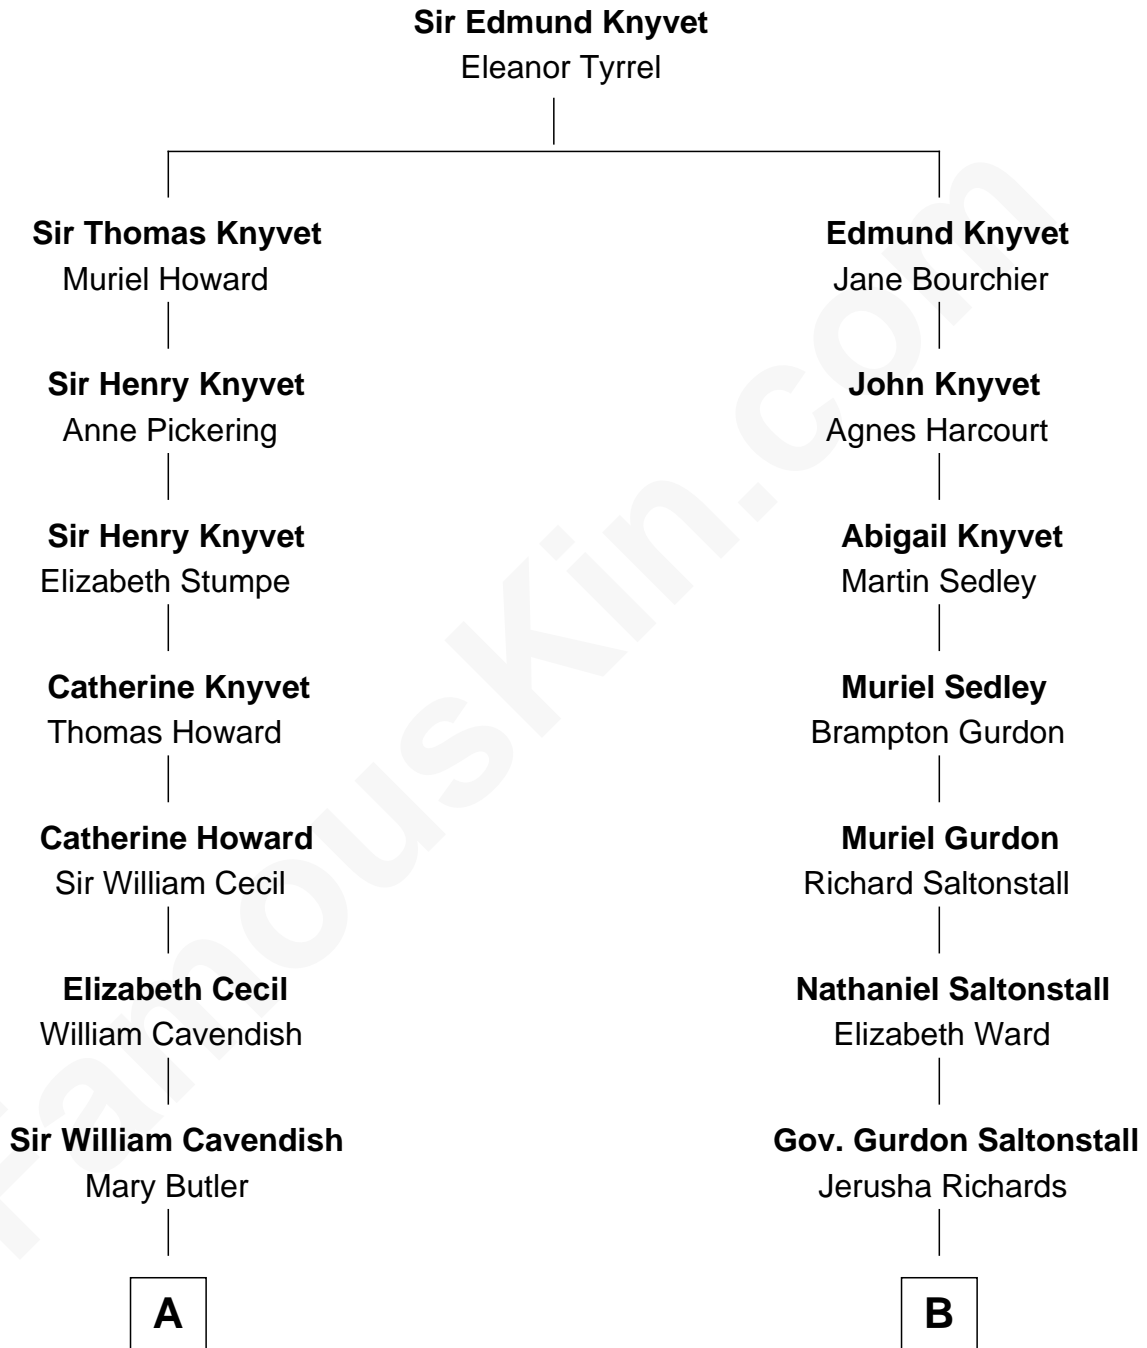 Sir Edmund Knyvet
Eleanor Tyrrel
Sir Thomas Knyvet
Muriel Howard
Sir Henry Knyvet
Anne Pickering
Sir Henry Knyvet
Elizabeth Stumpe
Catherine Knyvet
Thomas Howard
Catherine Howard
Sir William Cecil
Elizabeth Cecil
William Cavendish
Sir William Cavendish
Mary Butler
A
Edmund Knyvet
Jane Bourchier
John Knyvet
Agnes Harcourt
Abigail Knyvet
Martin Sedley
Muriel Sedley
Brampton Gurdon
Muriel Gurdon
Richard Saltonstall
Nathaniel Saltonstall
Elizabeth Ward
Gov. Gurdon Saltonstall
Jerusha Richards
B
FamousKin.com